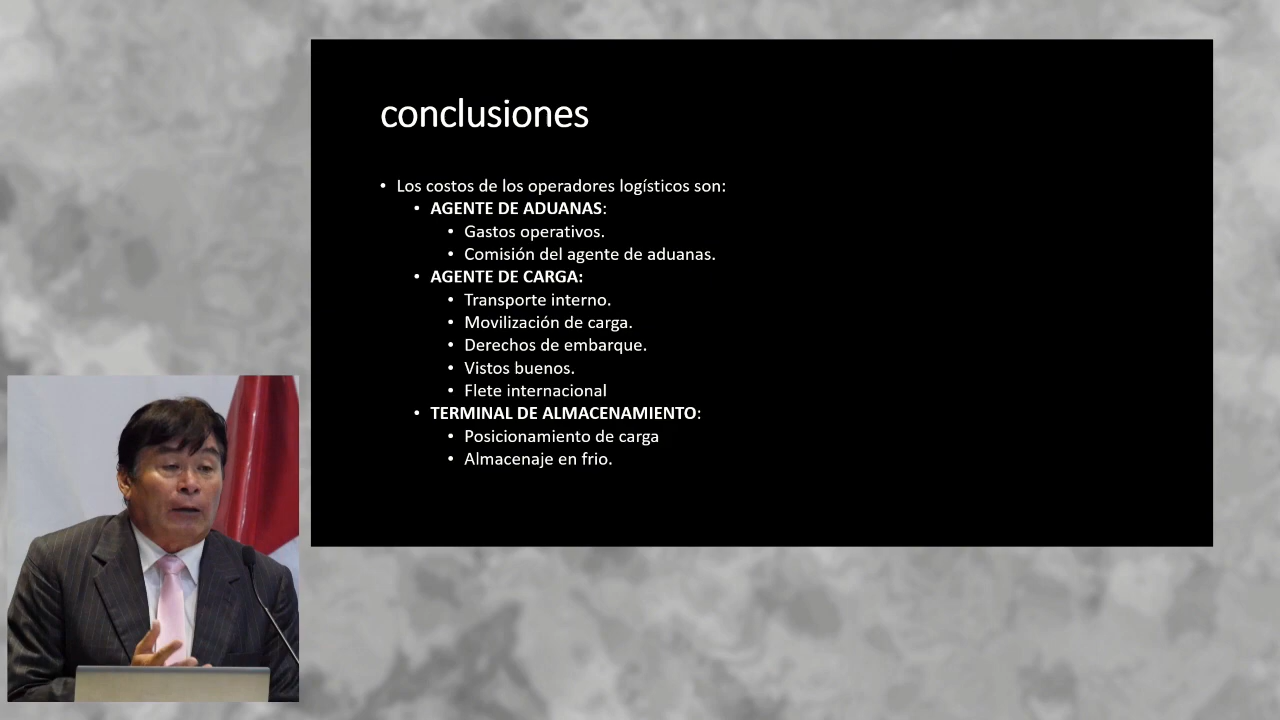 conclusiones
• Los costos de los operadores logísticos son:
• AGENTE DE ADUANAS:
• Gastos operativos.
• Comisión del agente de aduanas.
• AGENTE DE CARGA:
• Transporte interno.
• Movilización de carga.
• Derechos de embarque.
• Vistos buenos.
• Flete internacional
• TERMINAL DE ALMACENAMIENTO:
• Posicionamiento de carga
• Almacenaje en frio.